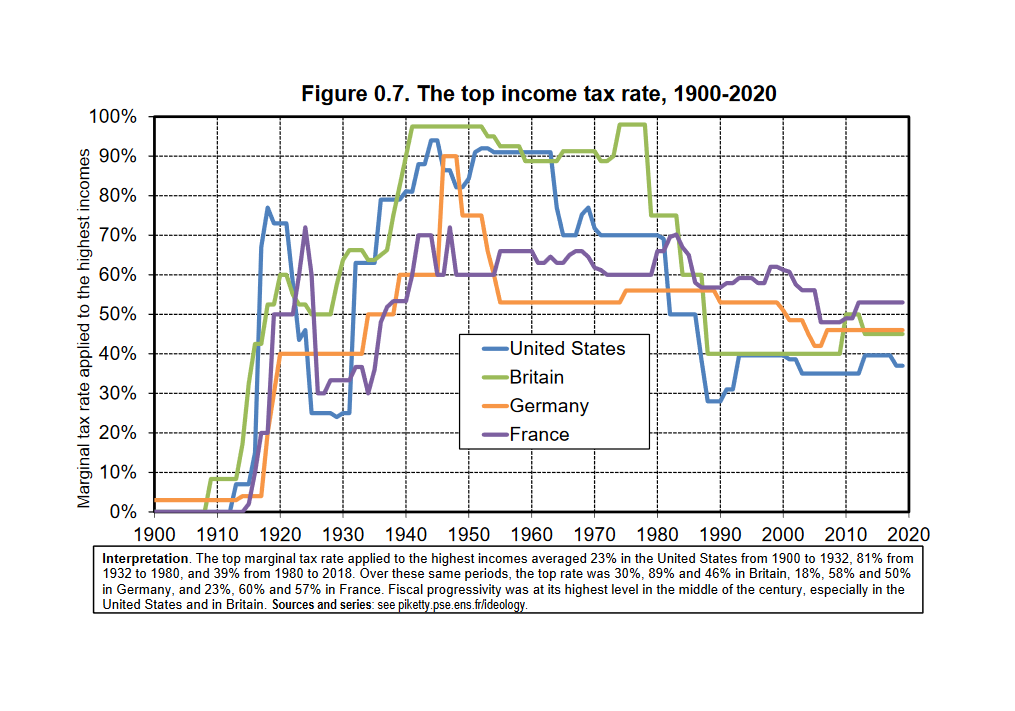 Figure 0.7. The top income tax rate, 1900-2020
Marginal tax rate applied to the highest incomes
100%
90%
80%
70%
60%
50%
40%
30%
20%
10%
0%
United States
Britain
Germany
France
1900 1910 1920 1930 1940 1950 1960 1970 1980 1990 2000 2010 2020
Interpretation. The top marginal tax rate applied to the highest incomes averaged 23% in the United States from 1900 to 1932, 81% from
1932 to 1980, and 39% from 1980 to 2018. Over these same periods, the top rate was 30%, 89% and 46% in Britain, 18%, 58% and 50%
in Germany, and 23%, 60% and 57% in France. Fiscal progressivity was at its highest level in the middle of the century, especially in the
United States and in Britain. Sources and series: see piketty.pse.ens.fr/ideology.